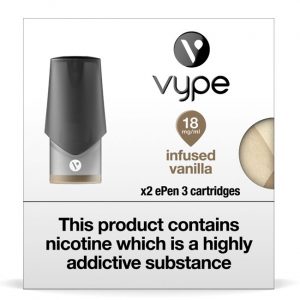 vype
18
mg/ml
infused
vanilla
x2 ePen 3 cartridges
This product contains
nicotine which is a highly
addictive substance